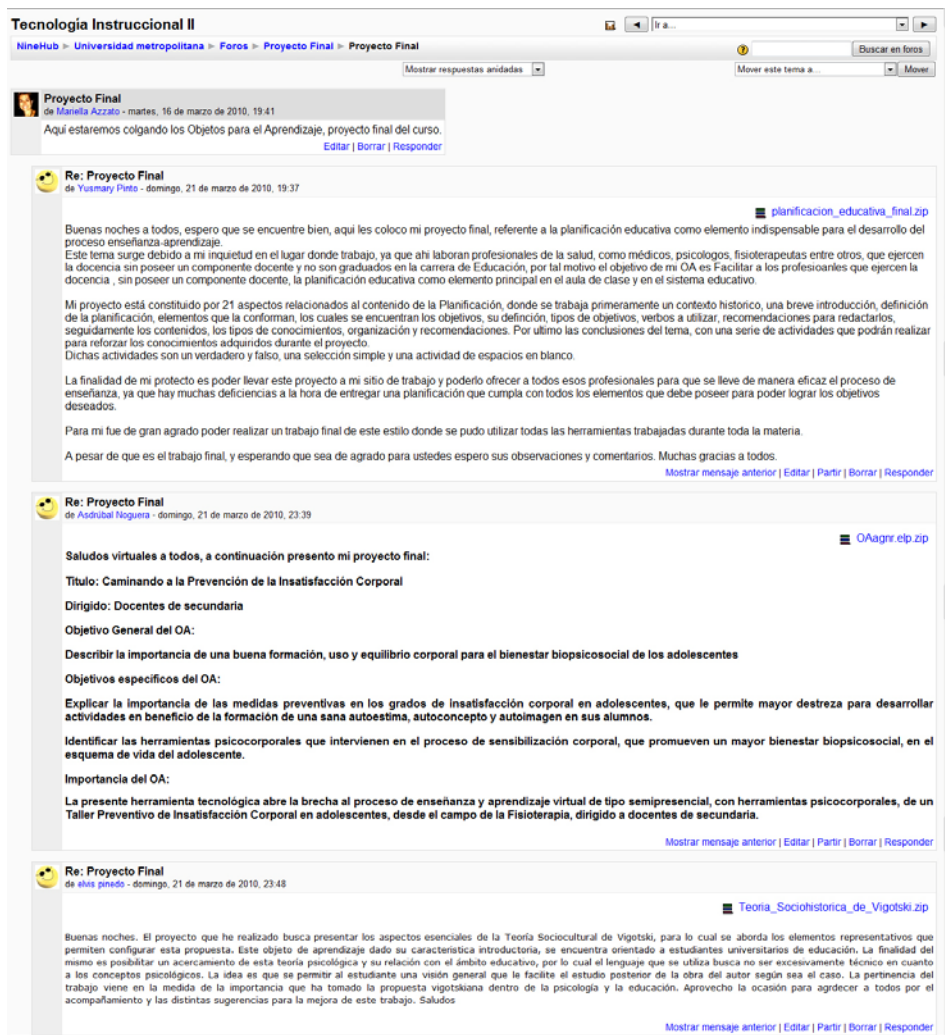 Tecnología Instruccional II
Ir a...
NineHub ► Universidad metropolitana ► Foros ► Proyecto Final ► Proyecto Final
Buscar en foros
Mostrar respuestas anidadas
Mover este tema a...
Mover
Proyecto Final
de Mariella Azzato - martes, 16 de marzo de 2010, 19:41
Aquí estaremos colgando los Objetos para el Aprendizaje, proyecto final del curso.
Editar | Borrar | Responder
Re: Proyecto Final
de Yusmary Pinto - domingo, 21 de marzo de 2010, 19:37
planificacion_educativa_final.zip
Buenas noches a todos, espero que se encuentre bien, aqui les coloco mi proyecto final, referente a la planificación educativa como elemento indispensable para el desarrollo del
proceso enseñanza-aprendizaje.
Este tema surge debido a mi inquietud en el lugar donde trabajo, ya que ahi laboran profesionales de la salud, como médicos, psicologos, fisioterapeutas entre otros, que ejercen
la docencia sin poseer un componente docente y no son graduados en la carrera de Educación, por tal motivo el objetivo de mi OA es Facilitar a los profesioanles que ejercen la
docencia , sin poseer un componente docente, la planificación educativa como elemento principal en el aula de clase y en el sistema educativo.
Mi proyecto está constituido por 21 aspectos relacionados al contenido de la Planificación, donde se trabaja primeramente un contexto historico, una breve introducción, definición
de la planificación, elementos que la conforman, los cuales se encuentran los objetivos, su definción, tipos de objetivos, verbos a utilizar, recomendaciones para redactarlos,
seguidamente los contenidos, los tipos de conocimientos, organización y recomendaciones. Por ultimo las conclusiones del tema, con una serie de actividades que podrán realizar
para reforzar los conocimientos adquiridos durante el proyecto.
Dichas actividades son un verdadero y falso, una selección simple y una actividad de espacios en blanco.
La finalidad de mi protecto es poder llevar este proyecto a mi sitio de trabajo y poderlo ofrecer a todos esos profesionales para que se lleve de manera eficaz el proceso de
enseñanza, ya que hay muchas deficiencias a la hora de entregar una planificación que cumpla con todos los elementos que debe poseer para poder lograr los objetivos
deseados.
Para mi fue de gran agrado poder realizar un trabajo final de este estilo donde se pudo utilizar todas las herramientas trabajadas durante toda la materia.
A pesar de que es el trabajo final, y esperando que sea de agrado para ustedes espero sus observaciones y comentarios. Muchas gracias a todos.
Mostrar mensaje anterior | Editar | Partir | Borrar | Responder
Re: Proyecto Final
de Asdrúbal Noguera - domingo, 21 de marzo de 2010, 23:39
OAagnr.elp.zip
Saludos virtuales a todos, a continuación presento mi proyecto final:
Titulo: Caminando a la Prevención de la Insatisfacción Corporal
Dirigido: Docentes de secundaria
Objetivo General del OA:
Describir la importancia de una buena formación, uso y equilibrio corporal para el bienestar biopsicosocial de los adolescentes
Objetivos específicos del OA:
Explicar la importancia de las medidas preventivas en los grados de insatisfacción corporal en adolescentes, que le permite mayor destreza para desarrollar
actividades en beneficio de la formación de una sana autoestima, autoconcepto y autoimagen en sus alumnos.
Identificar las herramientas psicocorporales que intervienen en el proceso de sensibilización corporal, que promueven un mayor bienestar biopsicosocial, en el
esquema de vida del adolescente.
Importancia del OA:
La presente herramienta tecnológica abre la brecha al proceso de enseñanza y aprendizaje virtual de tipo semipresencial, con herramientas psicocorporales, de un
Taller Preventivo de Insatisfacción Corporal en adolescentes, desde el campo de la Fisioterapia, dirigido a docentes de secundaria.
Mostrar mensaje anterior | Editar | Partir | Borrar | Responder
Re: Proyecto Final
de elvis pinedo - domingo, 21 de marzo de 2010, 23:48
Teoria_Sociohistorica_de_Vigotski.zip
Buenas noches. El proyecto que he realizado busca presentar los aspectos esenciales de la Teoría Sociocultural de Vigotski, para lo cual se aborda los elementos representativos que
permiten configurar esta propuesta. Este objeto de aprendizaje dado su caracteristica introductoria, se encuentra orientado a estudiantes universitarios de educación. La finalidad del
mismo es posibilitar un acercamiento de esta teoría psicológica y su relación con el ámbito educativo, por lo cual el lenguaje que se utiliza busca no ser excesivamente técnico en cuanto
a los conceptos psicológicos. La idea es que se permitir al estudiante una visión general que le facilite el estudio posterior de la obra del autor según sea el caso. La pertinencia del
trabajo viene en la medida de la importancia que ha tomado la propuesta vigotskiana dentro de la psicología y la educación. Aprovecho la ocasión para agrdecer a todos por el
acompañamiento y las distintas sugerencias para la mejora de este trabajo. Saludos
Mostrar mensaje anterior | Editar | Partir | Borrar | Responder